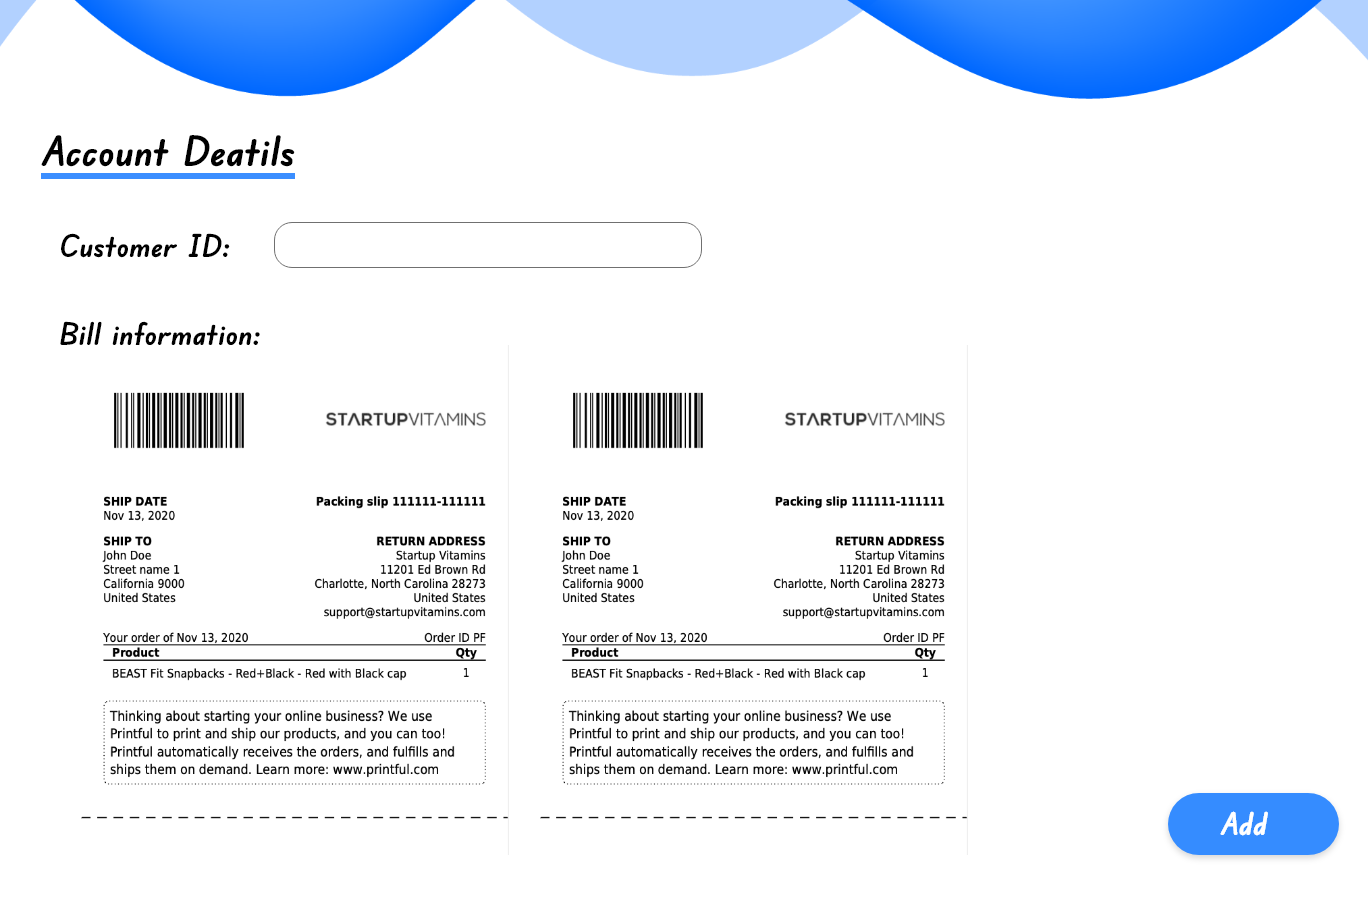 Account Deatils
Customer ID:
Bill information:
STARTUPVITAMINS
SHIP DATE
Packing slip 111111-111111
Nov 13, 2020
SHIP TO
RETURN ADDRESS
John Doe
Startup Vitamins
Street name 1
11201 Ed Brown Rd
California 9000
Charlotte, North Carolina 28273
United States
United States
support@startupvitamins.com
Your order of Nov 13, 2020
Order ID PF
Product
Qty
BEAST Fit Snapbacks - Red+Black - Red with Black cap
1
Thinking about starting your online business? We use
Printful to print and ship our products, and you can too!
Printful automatically receives the orders, and fulfills and
ships them on demand. Learn more: www.printful.com
STARTUPVITAMINS
SHIP DATE
Packing slip 111111-111111
Nov 13, 2020
SHIP TO
RETURN ADDRESS
John Doe
Startup Vitamins
Street name 1
11201 Ed Brown Rd
California 9000
Charlotte, North Carolina 28273
United States
United States
support@startupvitamins.com
Your order of Nov 13, 2020
Order ID PF
Product
Qty
BEAST Fit Snapbacks - Red+Black - Red with Black cap
1
Thinking about starting your online business? We use
Printful to print and ship our products, and you can too!
Printful automatically receives the orders, and fulfills and
ships them on demand. Learn more: www.printful.com
Add